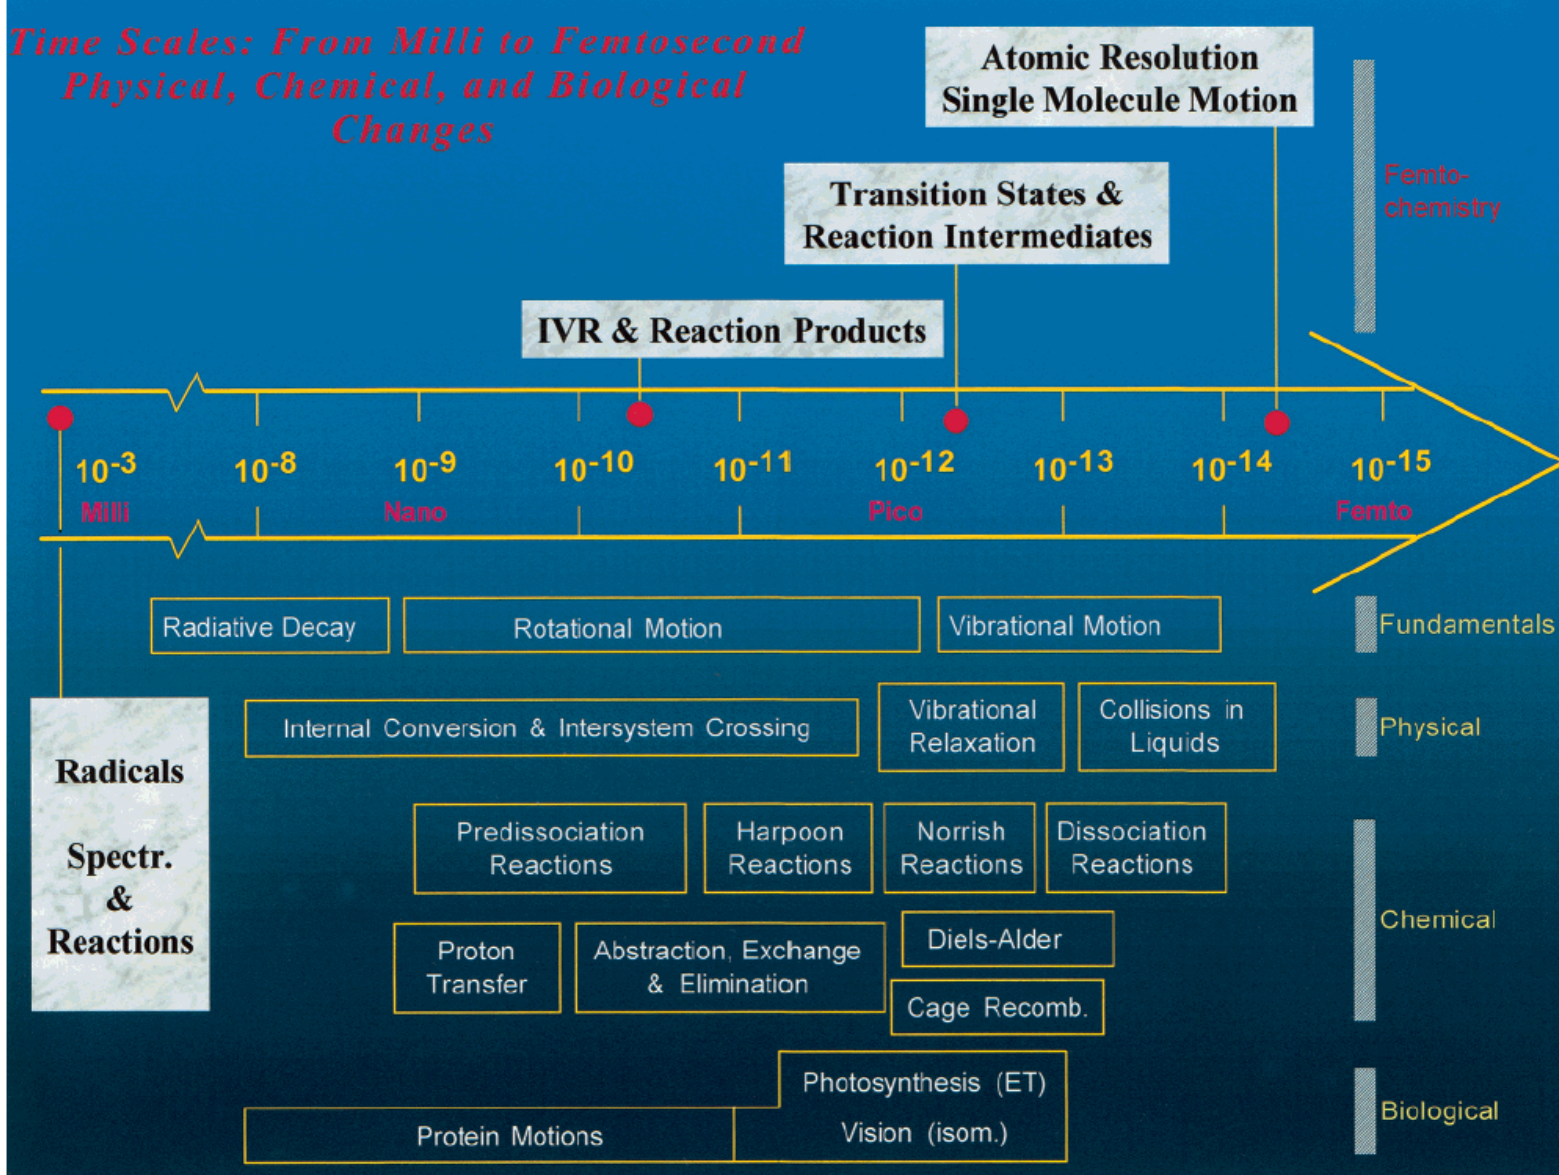 Time Scales: From Milli to Femtosecond
Physical, Chemical, and Biological
Changes
Atomic Resolution
Single Molecule Motion
Femto-
chemistry
Transition States &
Reaction Intermediates
IVR & Reaction Products
10-3 10-8 10-9 10-10 10-11 10-12 10-13 10-14 10-15
Milli Nano Pico Femto
Radiative Decay Rotational Motion Vibrational Motion Fundamentals
Internal Conversion & Intersystem Crossing
Vibrational
Relaxation
Collisions in
Liquids
Physical
Radicals
Spectr.
&
Reactions
Predissociation
Reactions
Harpoon
Reactions
Norrish
Reactions
Dissociation
Reactions
Proton
Transfer
Abstraction, Exchange
& Elimination
Diels-Alder
Cage Recomb.
Chemical
Photosynthesis (ET)
Vision (isom.)
Protein Motions
Biological